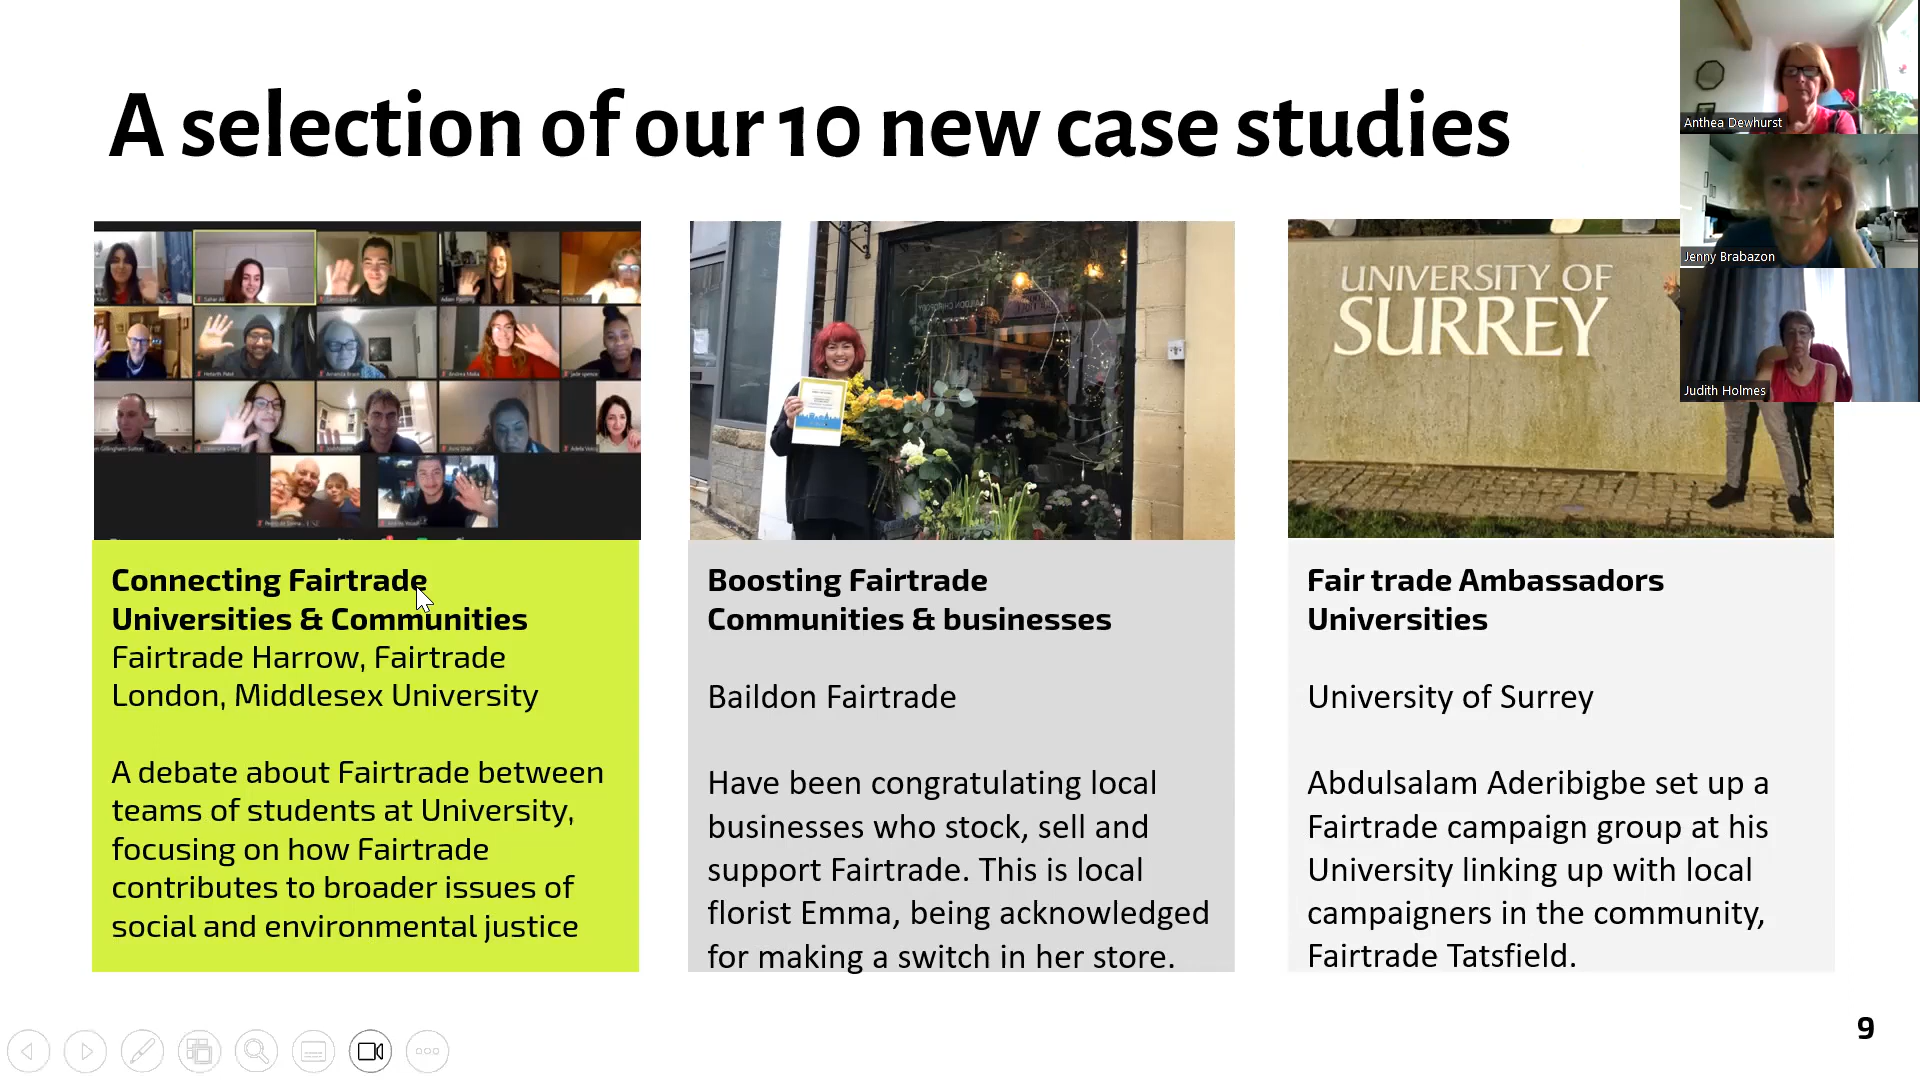 A selection of our 10 new case studies
Anthea Dewhurst
Jenny Brabazon
Judith Holmes
UNIVERSITY OF
SURREY
Connecting Fairtrade
Universities & Communities
Fairtrade Harrow, Fairtrade
London, Middlesex University
A debate about Fairtrade between
teams of students at University,
focusing on how Fairtrade
contributes to broader issues of
social and environmental justice
Boosting Fairtrade
Communities & businesses
Baildon Fairtrade
Have been congratulating local
businesses who stock, sell and
support Fairtrade. This is local
florist Emma, being acknowledged
for making a switch in her store.
Fair trade Ambassadors
Universities
University of Surrey
Abdulsalam Aderibigbe set up a
Fairtrade campaign group at his
University linking up with local
campaigners in the community,
Fairtrade Tatsfield.
9